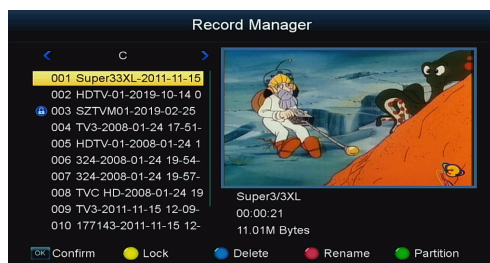 Record Manager
C
001 Super33XL-2011-11-15
002 HDTV-01-2019-10-14 0
003 SZTVM01-2019-02-25
004 TV3-2008-01-24 17-51-
005 HDTV-01-2008-01-24 1
006 324-2008-01-24 19-54-
007 324-2008-01-24 19-57-
008 TVC HD-2008-01-24 19
009 TV3-2011-11-15 12-09-
010 177143-2011-11-15 12-
Super3/3XL
00:00:21
11.01M Bytes
OK Confirm Lock Delete Rename Partition